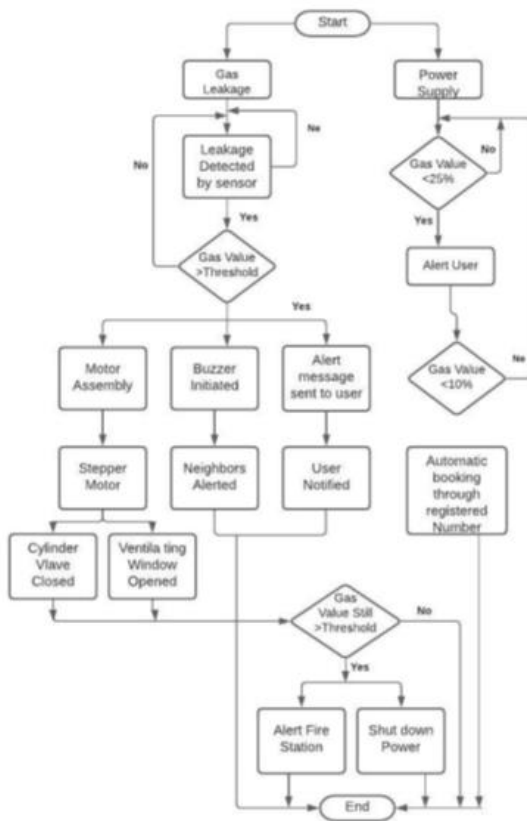 Start
Gas
Leakage
Power
Supply
Ne
No
Leakage
Detected
by sensor
No
Gas Value
<25%
Yes
Yes
Gas Value
>Threshold
Alert User
Yes
Motor
Assembly
Buzzer
Initiated
Alert
message
sent to user
Ne
Gas Value
<10%
Stepper
Motor
Neighbors
Alerted
User
Notified
Automatic
booking
through
registered
Number
Cylinder
Vlave
Closed
Ventila ting
Window
Opened
Gas
Value Still
>Threshold
No
Yes
Alert Fire
Station
Shut down
Power
End